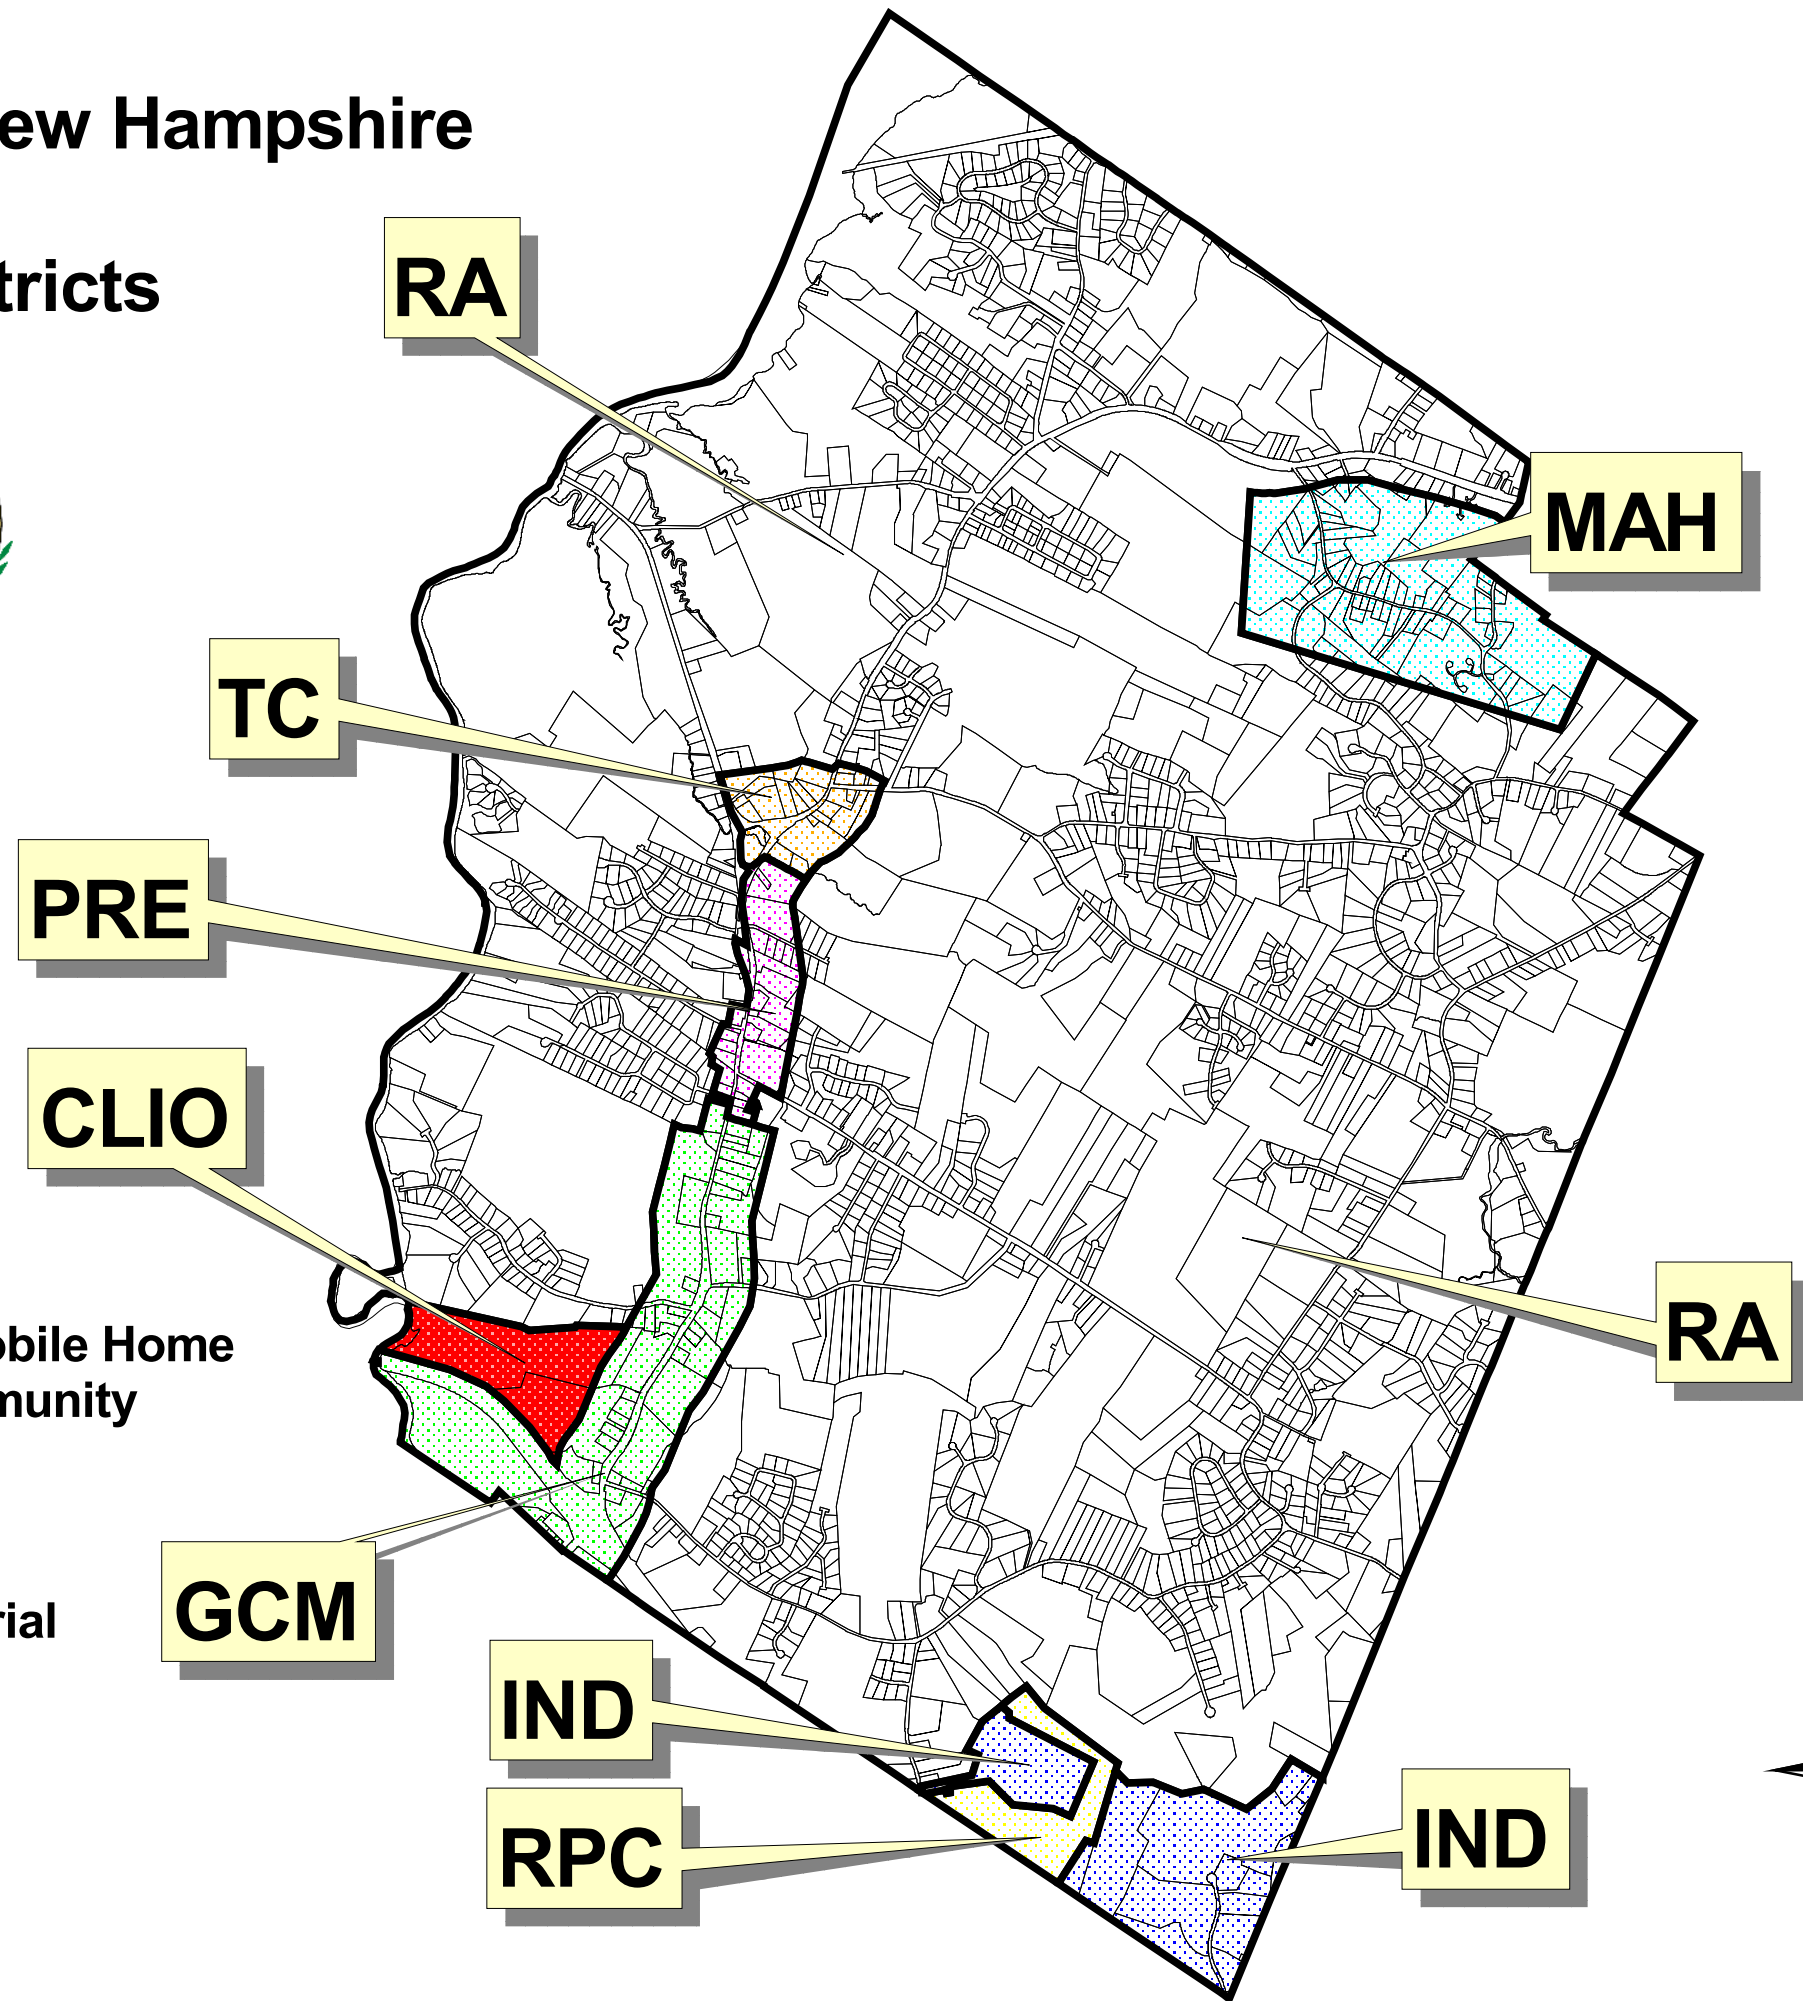 ew Hampshire
tricts
RA
MAH
TC
PRE
CLIO
RA
obile Home
munity
GCM
rial
IND
RPC
IND